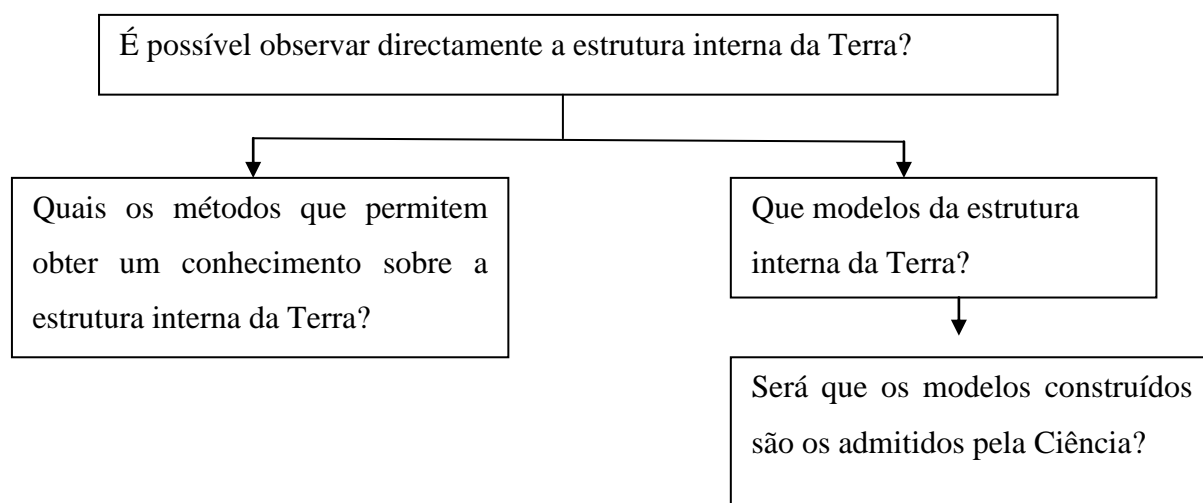 É possível observar directamente a estrutura interna da Terra?
Quais os métodos que permitem
obter um conhecimento sobre a
estrutura interna da Terra?
Que modelos da estrutura
interna da Terra?
Será que os modelos construídos
são os admitidos pela Ciência?